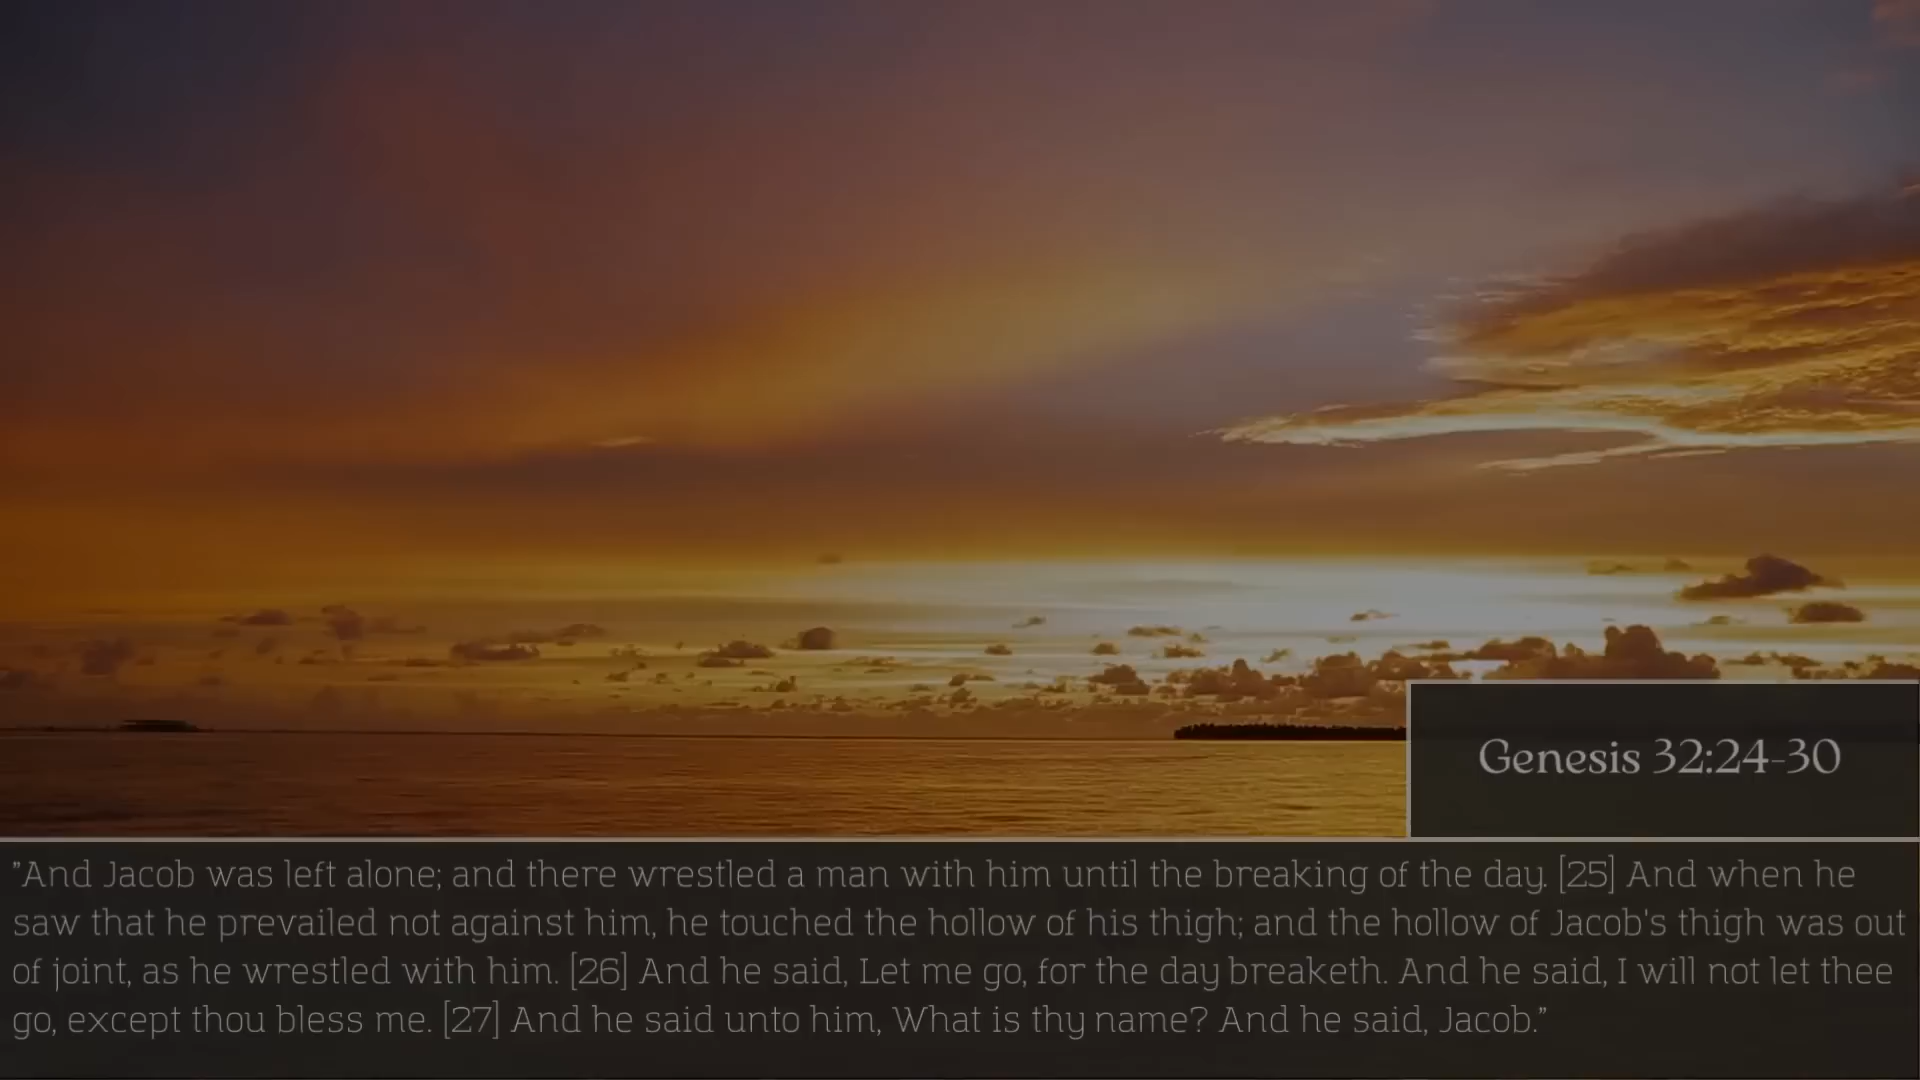 Genesis 32:24-30
"And Jacob was left alone; and there wrestled a man with him until the breaking of the day. [25] And when he
saw that he prevailed not against him, he touched the hollow of his thigh; and the hollow of Jacob's thigh was out
of joint, as he wrestled with him. [26] And he said, Let me go, for the day breaketh. And he said, I will not let thee
go, except thou bless me. [27] And he said unto him, What is thy name? And he said, Jacob."